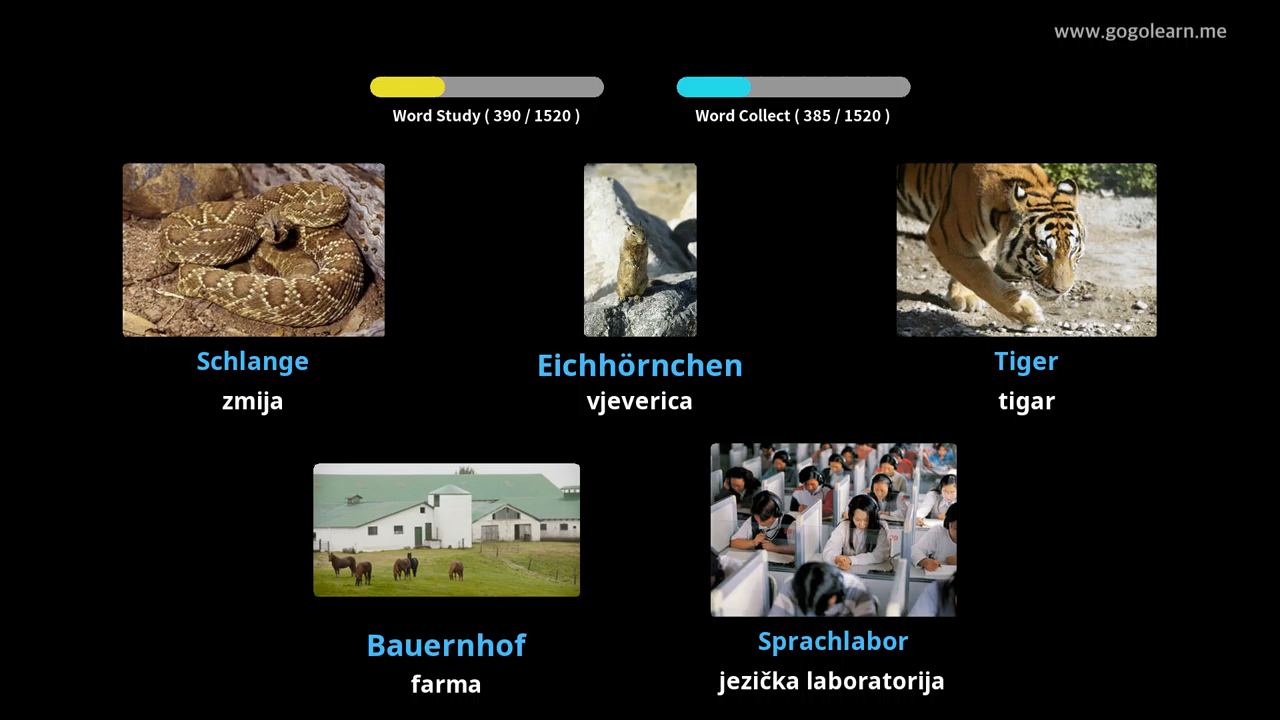 www.gogolearn.me
Word Study ( 390 / 1520 )
Word Collect ( 385 / 1520 )
Schlange
zmija
Eichhörnchen
vjeverica
Tiger
tigar
Bauernhof
farma
Sprachlabor
jezička laboratorija